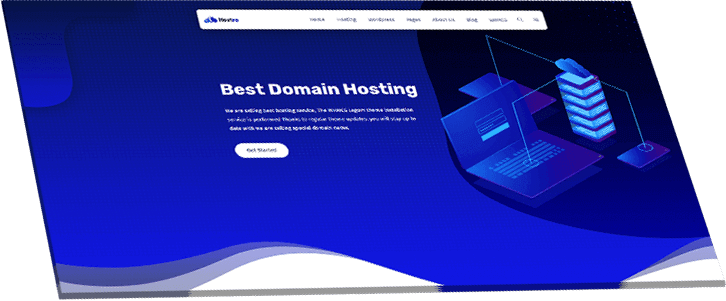 Hostro
Home Hosting Wordpress Pages About Us Blog WHMCS
Best Domain Hosting
We are selling best hosting service, The WHMCS Lagom theme installation
service is performed Thanks to regular theme updates, you will stay up to
date with we are selling special domain name.
Get Started